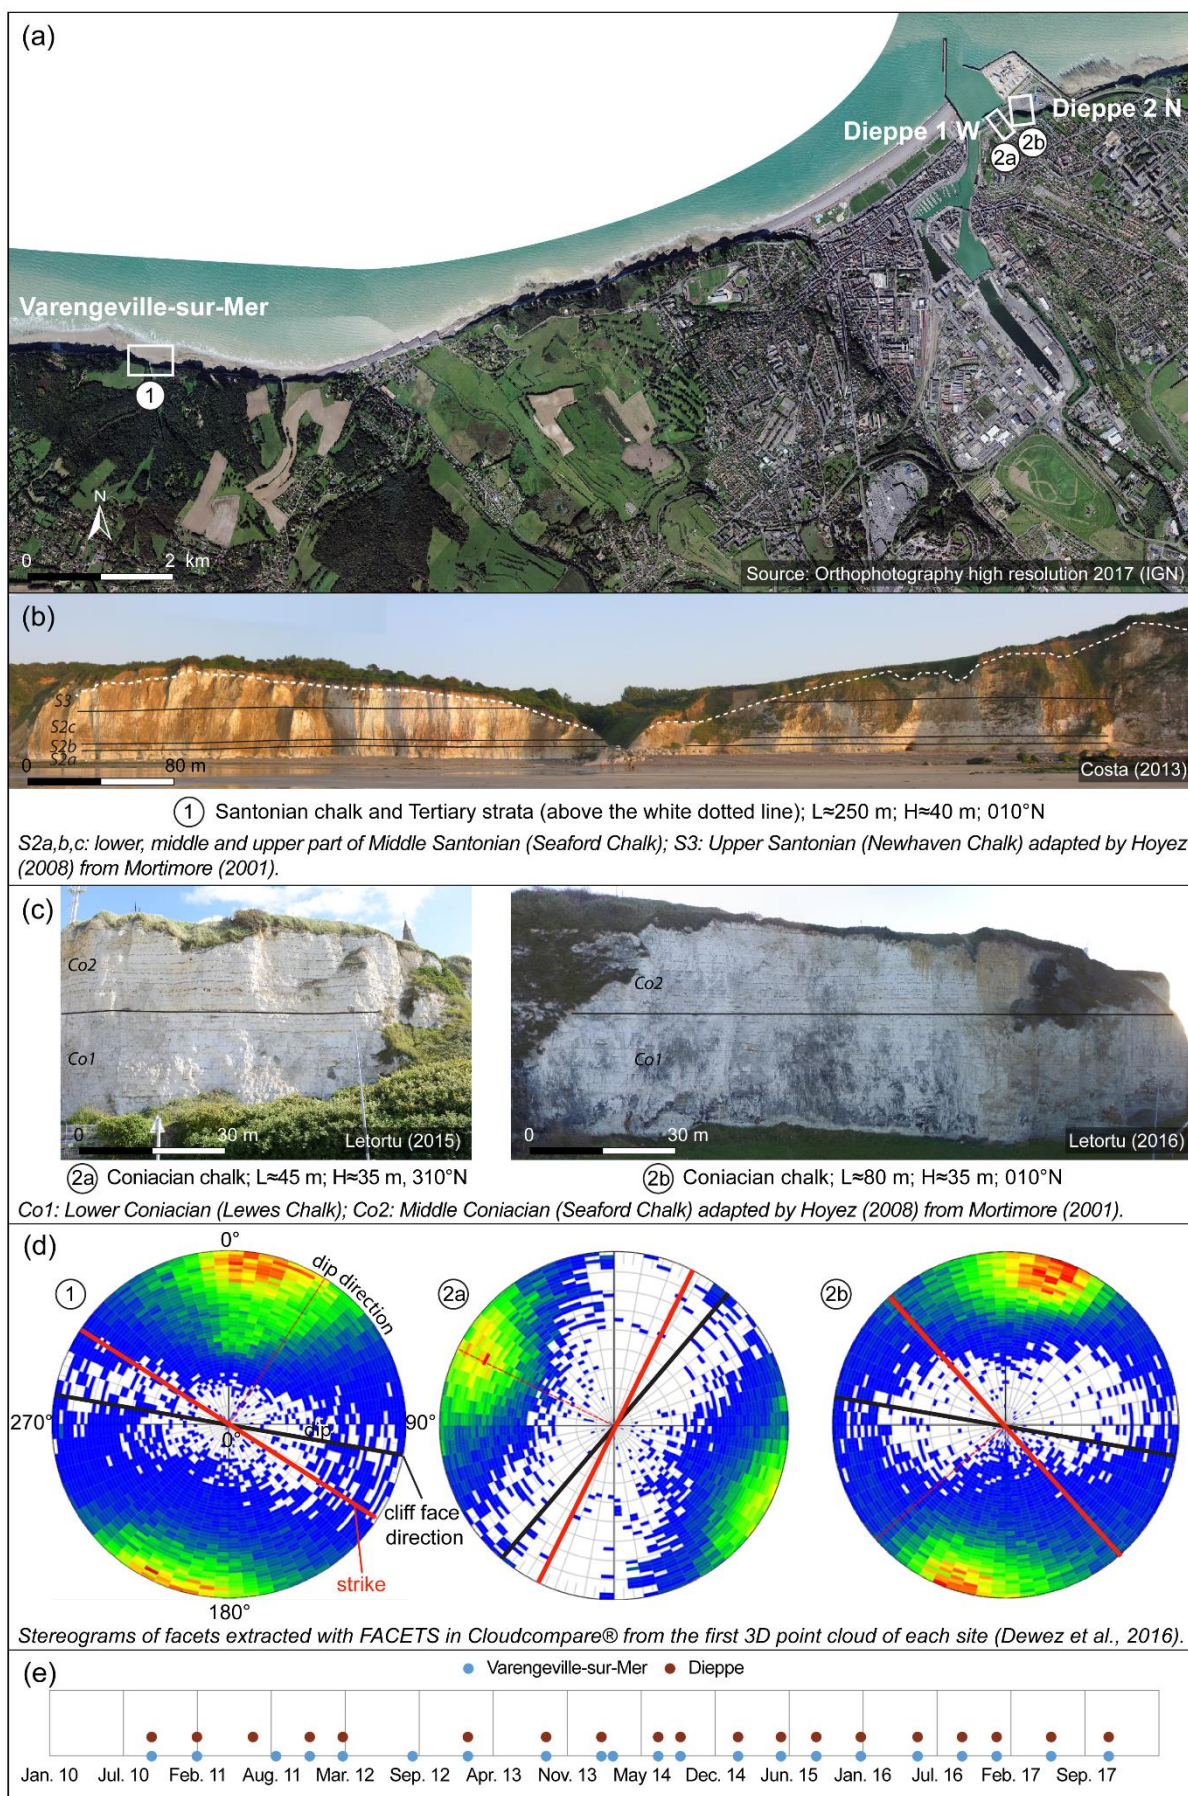 (a)
Dieppe 1 W
Dieppe 2 N
2a
2b
Varengeville-sur-Mer
1
N
0 2 km
Source: Orthophotography high resolution 2017 (IGN)
(b)
S3
S2c
S2b
S2a
0 80 m
Costa (2013)
1 Santonian chalk and Tertiary strata (above the white dotted line); L≈250 m; H≈40 m; 010°N
S2a,b,c: lower, middle and upper part of Middle Santonian (Seaford Chalk); S3: Upper Santonian (Newhaven Chalk) adapted by Hoyez
(2008) from Mortimore (2001).
(c)
Co2
Co1
0 30 m
Letortu (2015)
Co2
Co1
0 30 m
Letortu (2016)
2a Coniacian chalk; L≈45 m; H≈35 m, 310°N
2b Coniacian chalk; L≈80 m; H≈35 m; 010°N
Co1: Lower Coniacian (Lewes Chalk); Co2: Middle Coniacian (Seaford Chalk) adapted by Hoyez (2008) from Mortimore (2001).
(d)
0°
1
dip direction
2a
2b
270°
90°
dip
0°
cliff face
direction
strike
180°
Stereograms of facets extracted with FACETS in Cloudcompare® from the first 3D point cloud of each site (Dewez et al., 2016).
(e)
Varengeville-sur-Mer Dieppe
Jan. 10 Jul. 10 Feb. 11 Aug. 11 Mar. 12 Sep. 12 Apr. 13 Nov. 13 May 14 Dec. 14 Jun. 15 Jan. 16 Jul. 16 Feb. 17 Sep. 17